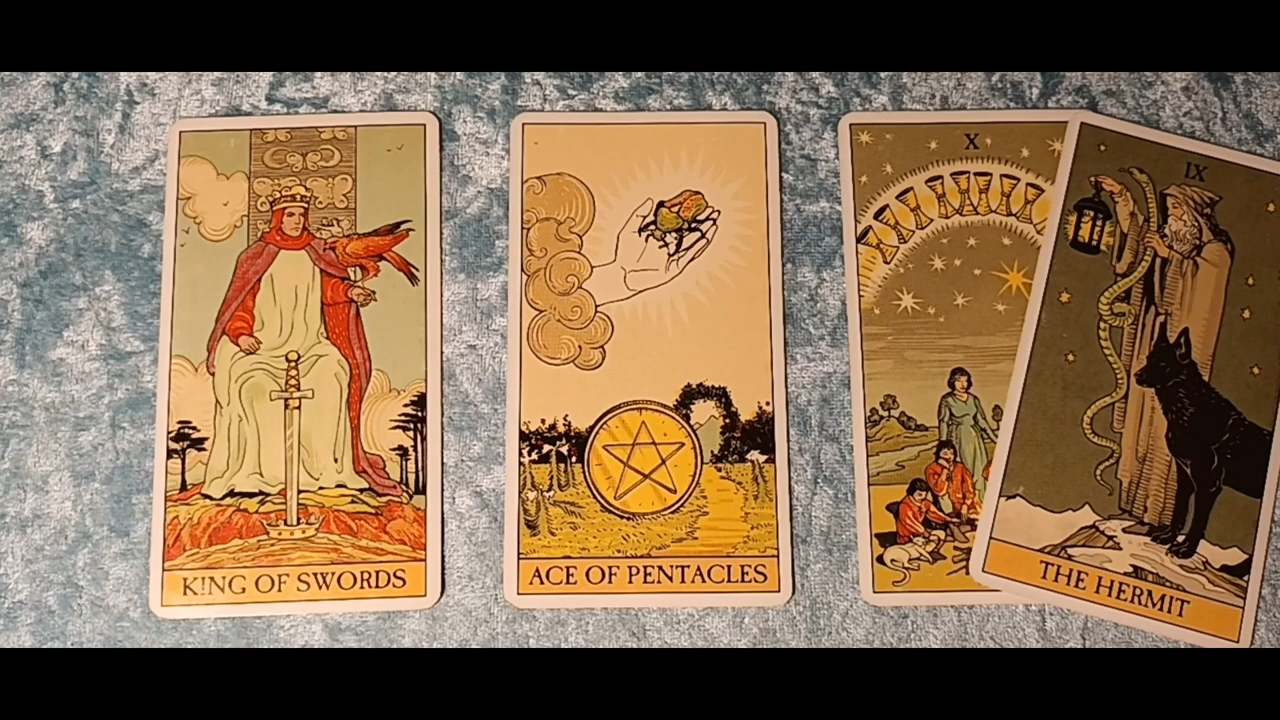 KING OF SWORDS
ACE OF PENTACLES
X
IX
THE HERMIT